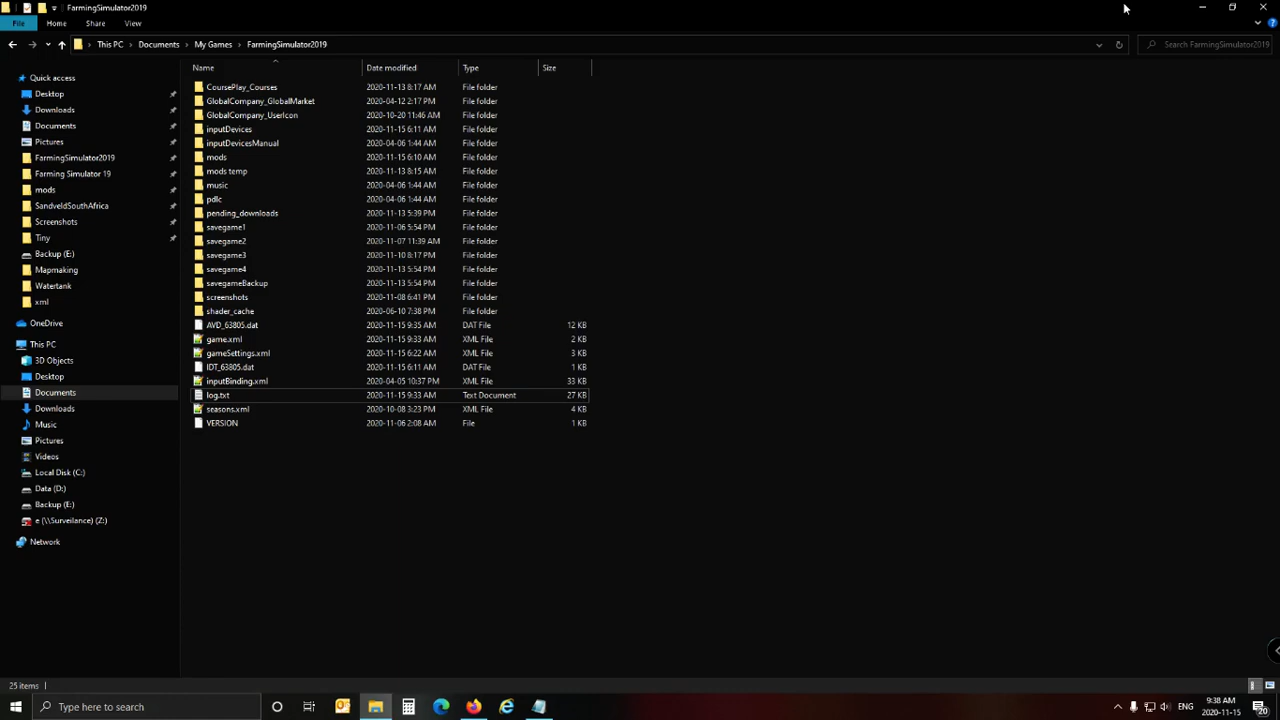 FarmingSimulator2019
File Home Share View
This PC Documents My Games FarmingSimulator2019 Search FarmingSimulator2019
Name Date modified Type Size
Quick access
Desktop
Downloads
Documents
Pictures
FarmingSimulator2019
Farming Simulator 19
mods
SandveldSouthAfrica
Screenshots
Tiny
Backup (E:)
Mapmaking
Watertank
xml
OneDrive
This PC
3D Objects
Desktop
Documents
Downloads
Music
Pictures
Videos
Local Disk (C:)
Data (D:)
Backup (E:)
e (\\Surveilance) (Z:)
Network
CoursePlay_Courses 2020-11-13 8:17 AM File folder
GlobalCompany_GlobalMarket 2020-04-12 2:17 PM File folder
GlobalCompany_UserIcon 2020-10-20 11:46 AM File folder
inputDevices 2020-11-15 6:11 AM File folder
inputDevicesManual 2020-04-06 1:44 AM File folder
mods 2020-11-15 6:10 AM File folder
mods temp 2020-11-13 8:15 AM File folder
music 2020-04-06 1:44 AM File folder
pdlc 2020-04-06 1:44 AM File folder
pending_downloads 2020-11-13 5:39 PM File folder
savegame1 2020-11-06 5:54 PM File folder
savegame2 2020-11-07 11:39 AM File folder
savegame3 2020-11-10 8:17 PM File folder
savegame4 2020-11-13 5:54 PM File folder
savegameBackup 2020-11-13 5:54 PM File folder
screenshots 2020-11-08 6:41 PM File folder
shader_cache 2020-06-10 7:38 PM File folder
AVD_63805.dat 2020-11-15 9:35 AM DAT File 12 KB
game.xml 2020-11-15 9:33 AM XML File 2 KB
gameSettings.xml 2020-11-15 6:22 AM XML File 3 KB
IDT_63805.dat 2020-11-15 6:11 AM DAT File 1 KB
inputBinding.xml 2020-04-05 10:37 PM XML File 33 KB
log.txt 2020-11-15 9:33 AM Text Document 27 KB
seasons.xml 2020-10-08 3:23 PM XML File 4 KB
VERSION 2020-11-06 2:08 AM File 1 KB
25 items
Type here to search
ENG
9:38 AM
2020-11-15
20